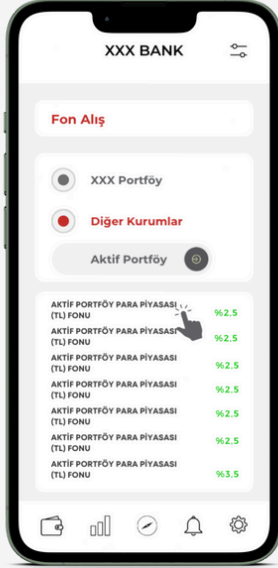 XXX BANK
Fon Alış
XXX Portföy
Diğer Kurumlar
Aktif Portföy
AKTİF PORTFÖY PARA PİYASASI
(TL) FONU
%2.5
AKTİF PORTFÖY PARA PİYASASI
(TL) FONU
%2.5
AKTİF PORTFÖY PARA PİYASASI
(TL) FONU
%2.5
AKTİF PORTFÖY PARA PİYASASI
(TL) FONU
%2.5
AKTİF PORTFÖY PARA PİYASASI
(TL) FONU
%2.5
AKTİF PORTFÖY PARA PİYASASI
(TL) FONU
%2.5
AKTİF PORTFÖY PARA PİYASASI
(TL) FONU
%3.5